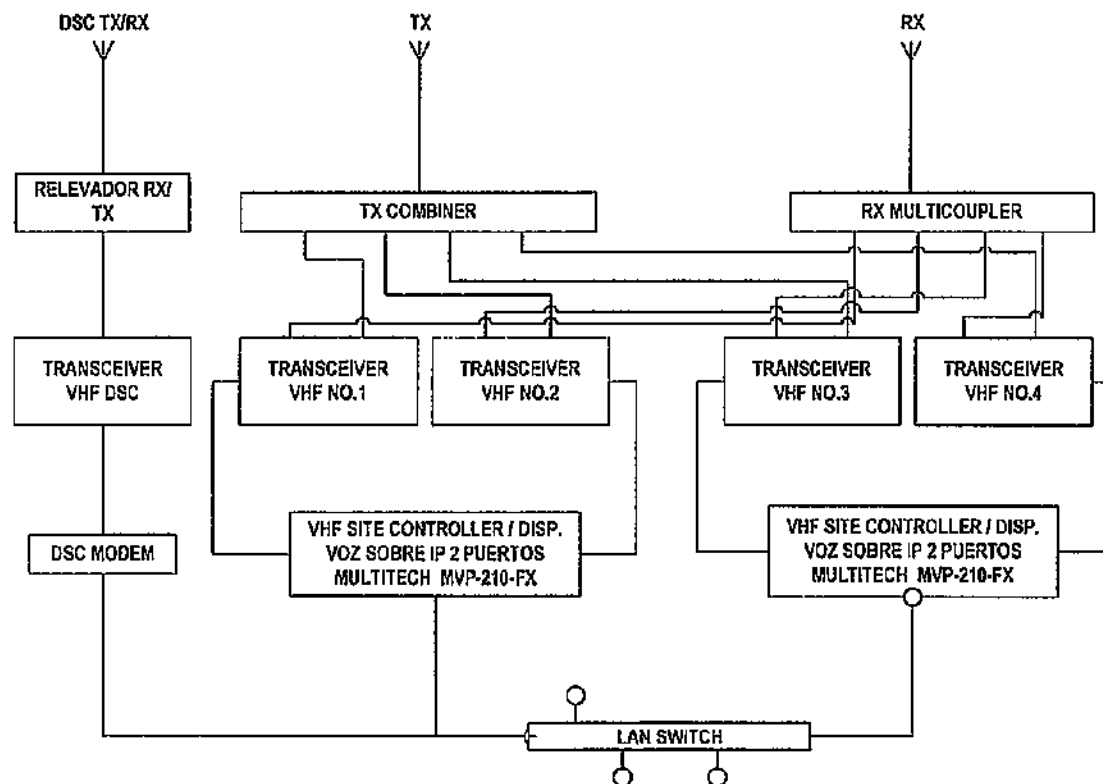 DSC TX/RX
TX
RX
RELEVADOR RX/
TX
TX COMBINER
RX MULTICOUPLER
TRANSCEIVER
VHF DSC
TRANSCEIVER
VHF NO.1
TRANSCEIVER
VHF NO.2
TRANSCEIVER
VHF NO.3
TRANSCEIVER
VHF NO.4
DSC MODEM
VHF SITE CONTROLLER / DISP.
VOZ SOBRE IP 2 PUERTOS
MULTITECH MVP-210-FX
VHF SITE CONTROLLER / DISP.
VOZ SOBRE IP 2 PUERTOS
MULTITECH MVP-210-FX
LAN SWITCH